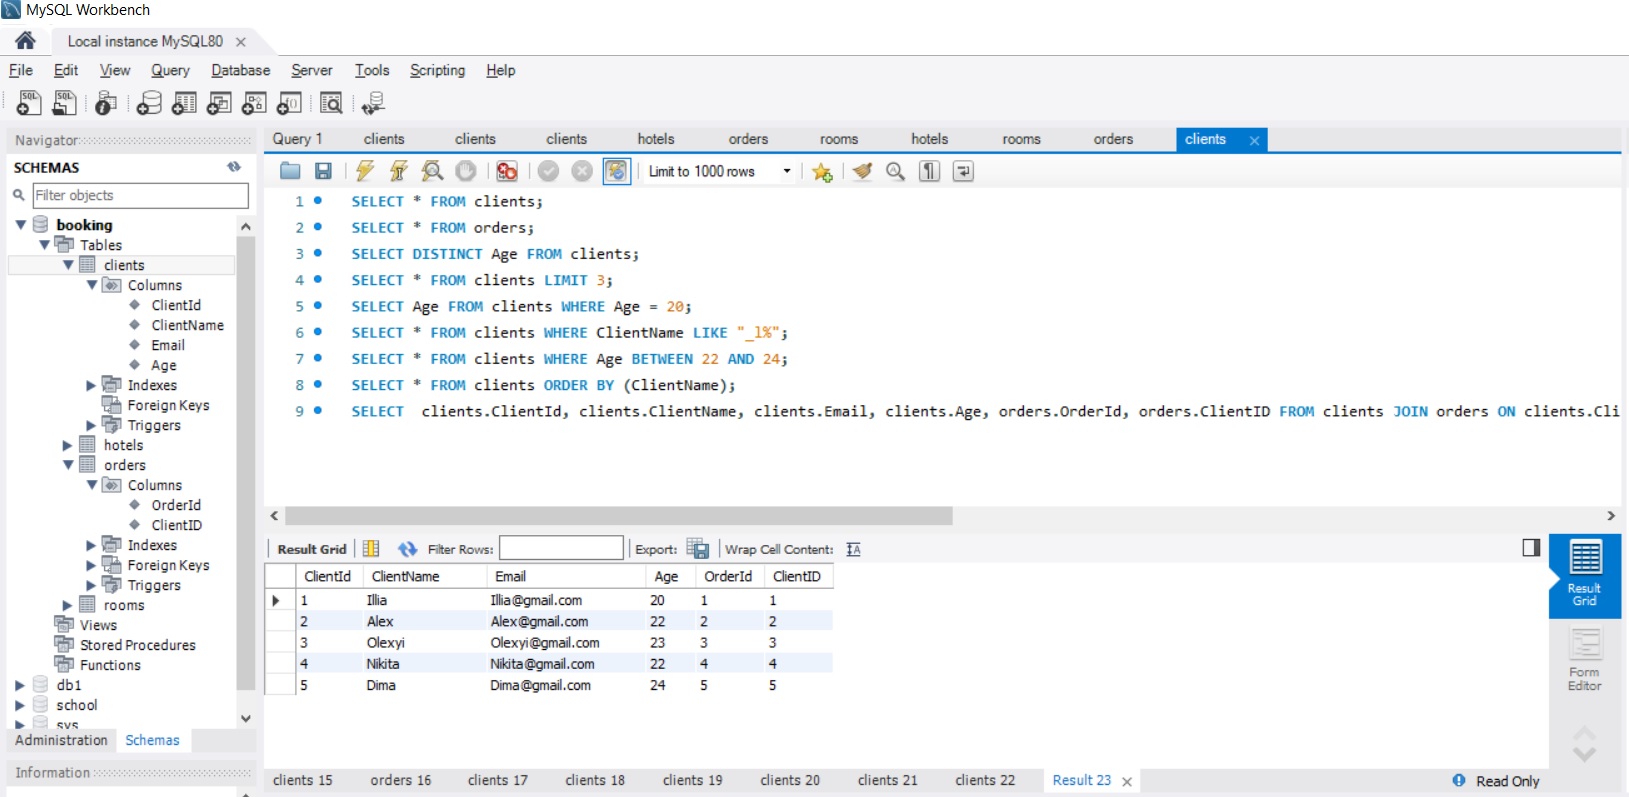 MySQL Workbench
Local instance MySQL80
File Edit View Query Database Server Tools Scripting Help
Navigator
SCHEMAS
Filter objects
booking
Tables
clients
Columns
ClientId
ClientName
Email
Age
Indexes
Foreign Keys
Triggers
hotels
orders
Columns
OrderId
ClientID
Indexes
Foreign Keys
Triggers
rooms
Views
Stored Procedures
Functions
db1
school
sys
Administration Schemas
Information
Query 1 clients clients clients hotels orders rooms hotels rooms orders clients
Limit to 1000 rows
1 SELECT * FROM clients;
2 SELECT * FROM orders;
3 SELECT DISTINCT Age FROM clients;
4 SELECT * FROM clients LIMIT 3;
5 SELECT Age FROM clients WHERE Age = 20;
6 SELECT * FROM clients WHERE ClientName LIKE "_l%";
7 SELECT * FROM clients WHERE Age BETWEEN 22 AND 24;
8 SELECT * FROM clients ORDER BY (ClientName);
9 SELECT clients.ClientId, clients.ClientName, clients.Email, clients.Age, orders.OrderId, orders.ClientID FROM clients JOIN orders ON clients.Cli
Result Grid Filter Rows: Export: Wrap Cell Content:
ClientId ClientName Email Age OrderId ClientID
1 Illia Illia@gmail.com 20 1 1
2 Alex Alex@gmail.com 22 2 2
3 Olexyi Olexyi@gmail.com 23 3 3
4 Nikita Nikita@gmail.com 22 4 4
5 Dima Dima@gmail.com 24 5 5
Result
Grid
Form
Editor
clients 15 orders 16 clients 17 clients 18 clients 19 clients 20 clients 21 clients 22 Result 23
Read Only